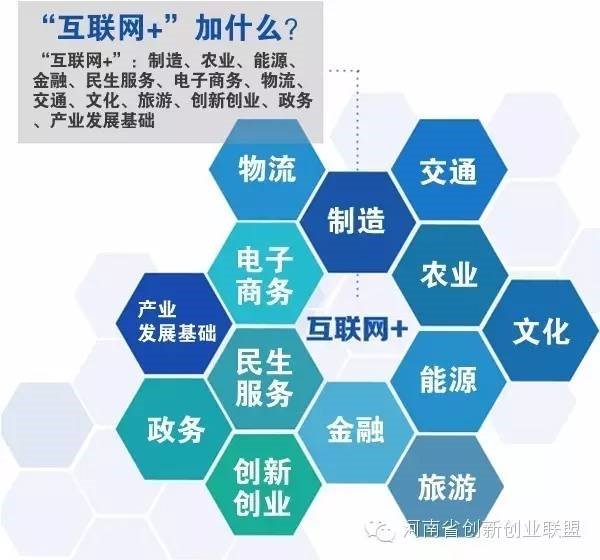 “互联网+”加什么?
“互联网+”:制造、农业、能源、
金融、民生服务、电子商务、物流、
交通、文化、旅游、创新创业、政务
、产业发展基础
物流
交通
制造
电子
商务
农业
产业
发展基础
互联网+
文化
民生
服务
能源
政务
金融
创新
创业
旅游
河南省创新创业联盟